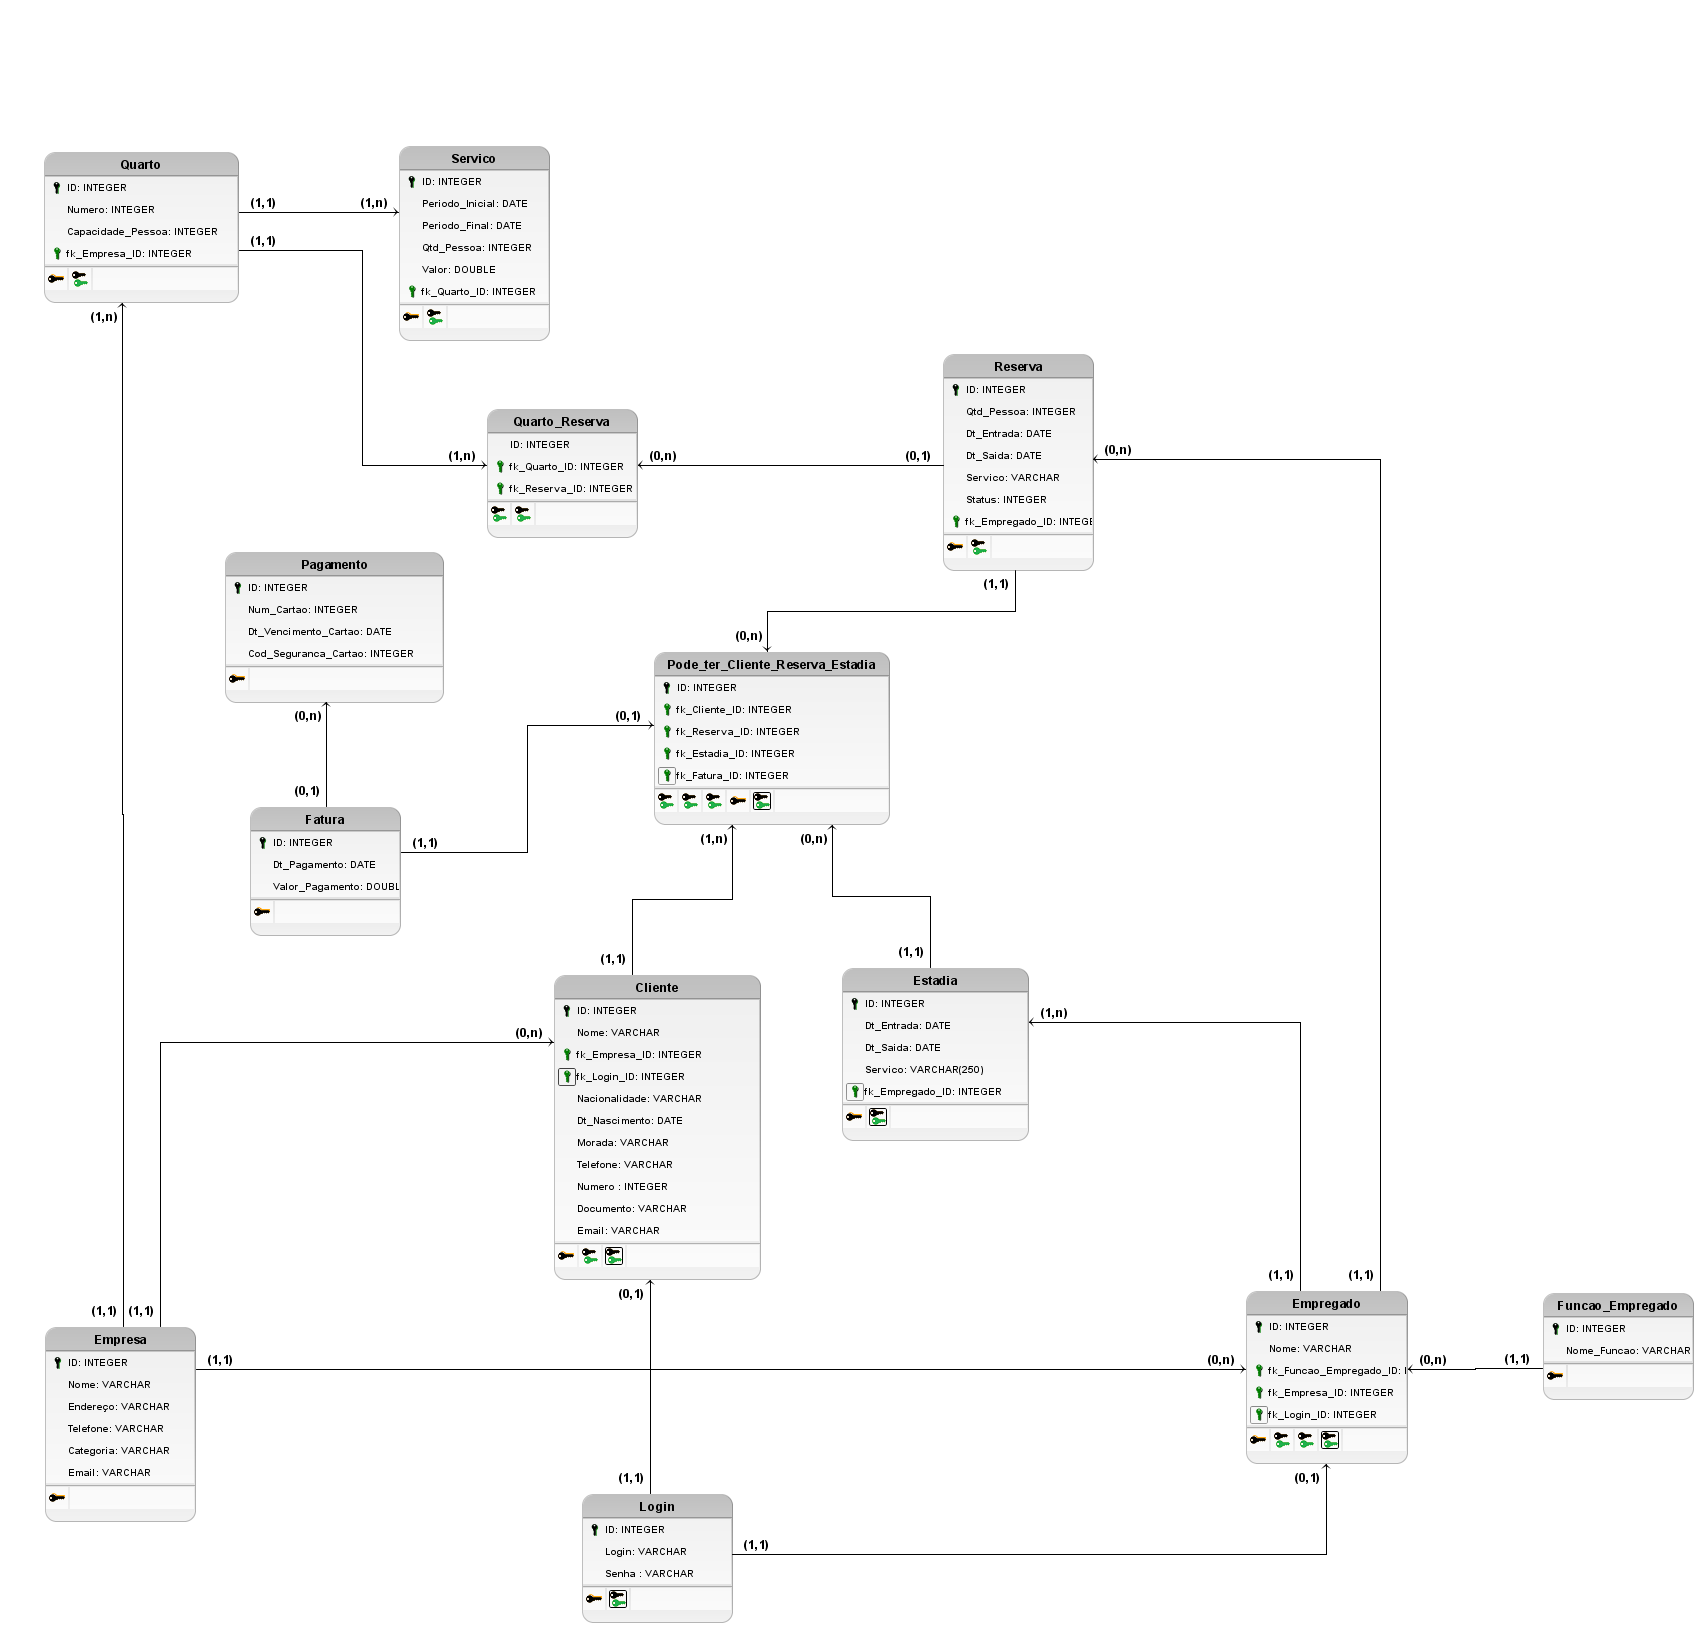 Quarto
ID: INTEGER
Numero: INTEGER
Capacidade_Pessoa: INTEGER
fk_Empresa_ID: INTEGER
(1,1)
(1,n)
(1,1)
(1,n)
Servico
ID: INTEGER
Periodo_Inicial: DATE
Periodo_Final: DATE
Qtd_Pessoa: INTEGER
Valor: DOUBLE
fk_Quarto_ID: INTEGER
Reserva
ID: INTEGER
Qtd_Pessoa: INTEGER
Dt_Entrada: DATE
Dt_Saida: DATE
Servico: VARCHAR
Status: INTEGER
fk_Empregado_ID: INTEGE
(0,n)
(1,1)
Quarto_Reserva
ID: INTEGER
fk_Quarto_ID: INTEGER
fk_Reserva_ID: INTEGER
(1,n)
(0,n)
(0,1)
Pagamento
ID: INTEGER
Num_Cartao: INTEGER
Dt_Vencimento_Cartao: DATE
Cod_Seguranca_Cartao: INTEGER
(0,n)
(0,1)
(0,n)
Pode_ter_Cliente_Reserva_Estadia
ID: INTEGER
fk_Cliente_ID: INTEGER
fk_Reserva_ID: INTEGER
fk_Estadia_ID: INTEGER
fk_Fatura_ID: INTEGER
(0,1)
(1,n)
(0,n)
Fatura
ID: INTEGER
Dt_Pagamento: DATE
Valor_Pagamento: DOUBL
(1,1)
(1,1)
(1,1)
Cliente
ID: INTEGER
Nome: VARCHAR
fk_Empresa_ID: INTEGER
fk_Login_ID: INTEGER
Nacionalidade: VARCHAR
Dt_Nascimento: DATE
Morada: VARCHAR
Telefone: VARCHAR
Numero : INTEGER
Documento: VARCHAR
Email: VARCHAR
(0,n)
(0,1)
Estadia
ID: INTEGER
Dt_Entrada: DATE
Dt_Saida: DATE
Servico: VARCHAR(250)
fk_Empregado_ID: INTEGER
(1,n)
(1,1)
(1,1)
(1,1)
(1,1)
Empresa
ID: INTEGER
Nome: VARCHAR
Endereço: VARCHAR
Telefone: VARCHAR
Categoria: VARCHAR
Email: VARCHAR
(1,1)
(0,n)
Empregado
ID: INTEGER
Nome: VARCHAR
fk_Funcao_Empregado_ID: I
fk_Empresa_ID: INTEGER
fk_Login_ID: INTEGER
(0,n)
(1,1)
(0,1)
Funcao_Empregado
ID: INTEGER
Nome_Funcao: VARCHAR
(1,1)
Login
ID: INTEGER
Login: VARCHAR
Senha : VARCHAR
(1,1)